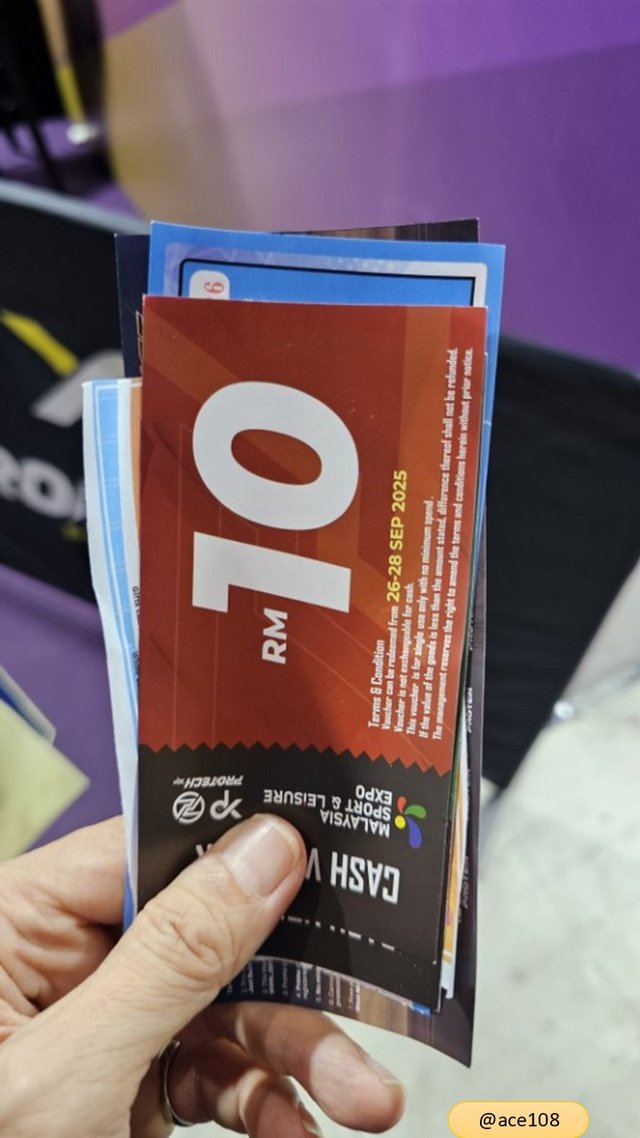 RM 10
Terms & Condition
Voucher can be redeemed from 26-28 SEP 2025
Voucher is not exchangeable for cash.
This voucher is for single use only with no minimum spend.
If the value of the goods is less than the amount stated, difference thereof shall not be refunded.
The management reserves the right to amend the terms and conditions herein without prior notice.
CASH V
MALAYSIA
SPORT & LEISURE
EXPO
XP
PROTECH
@ace108